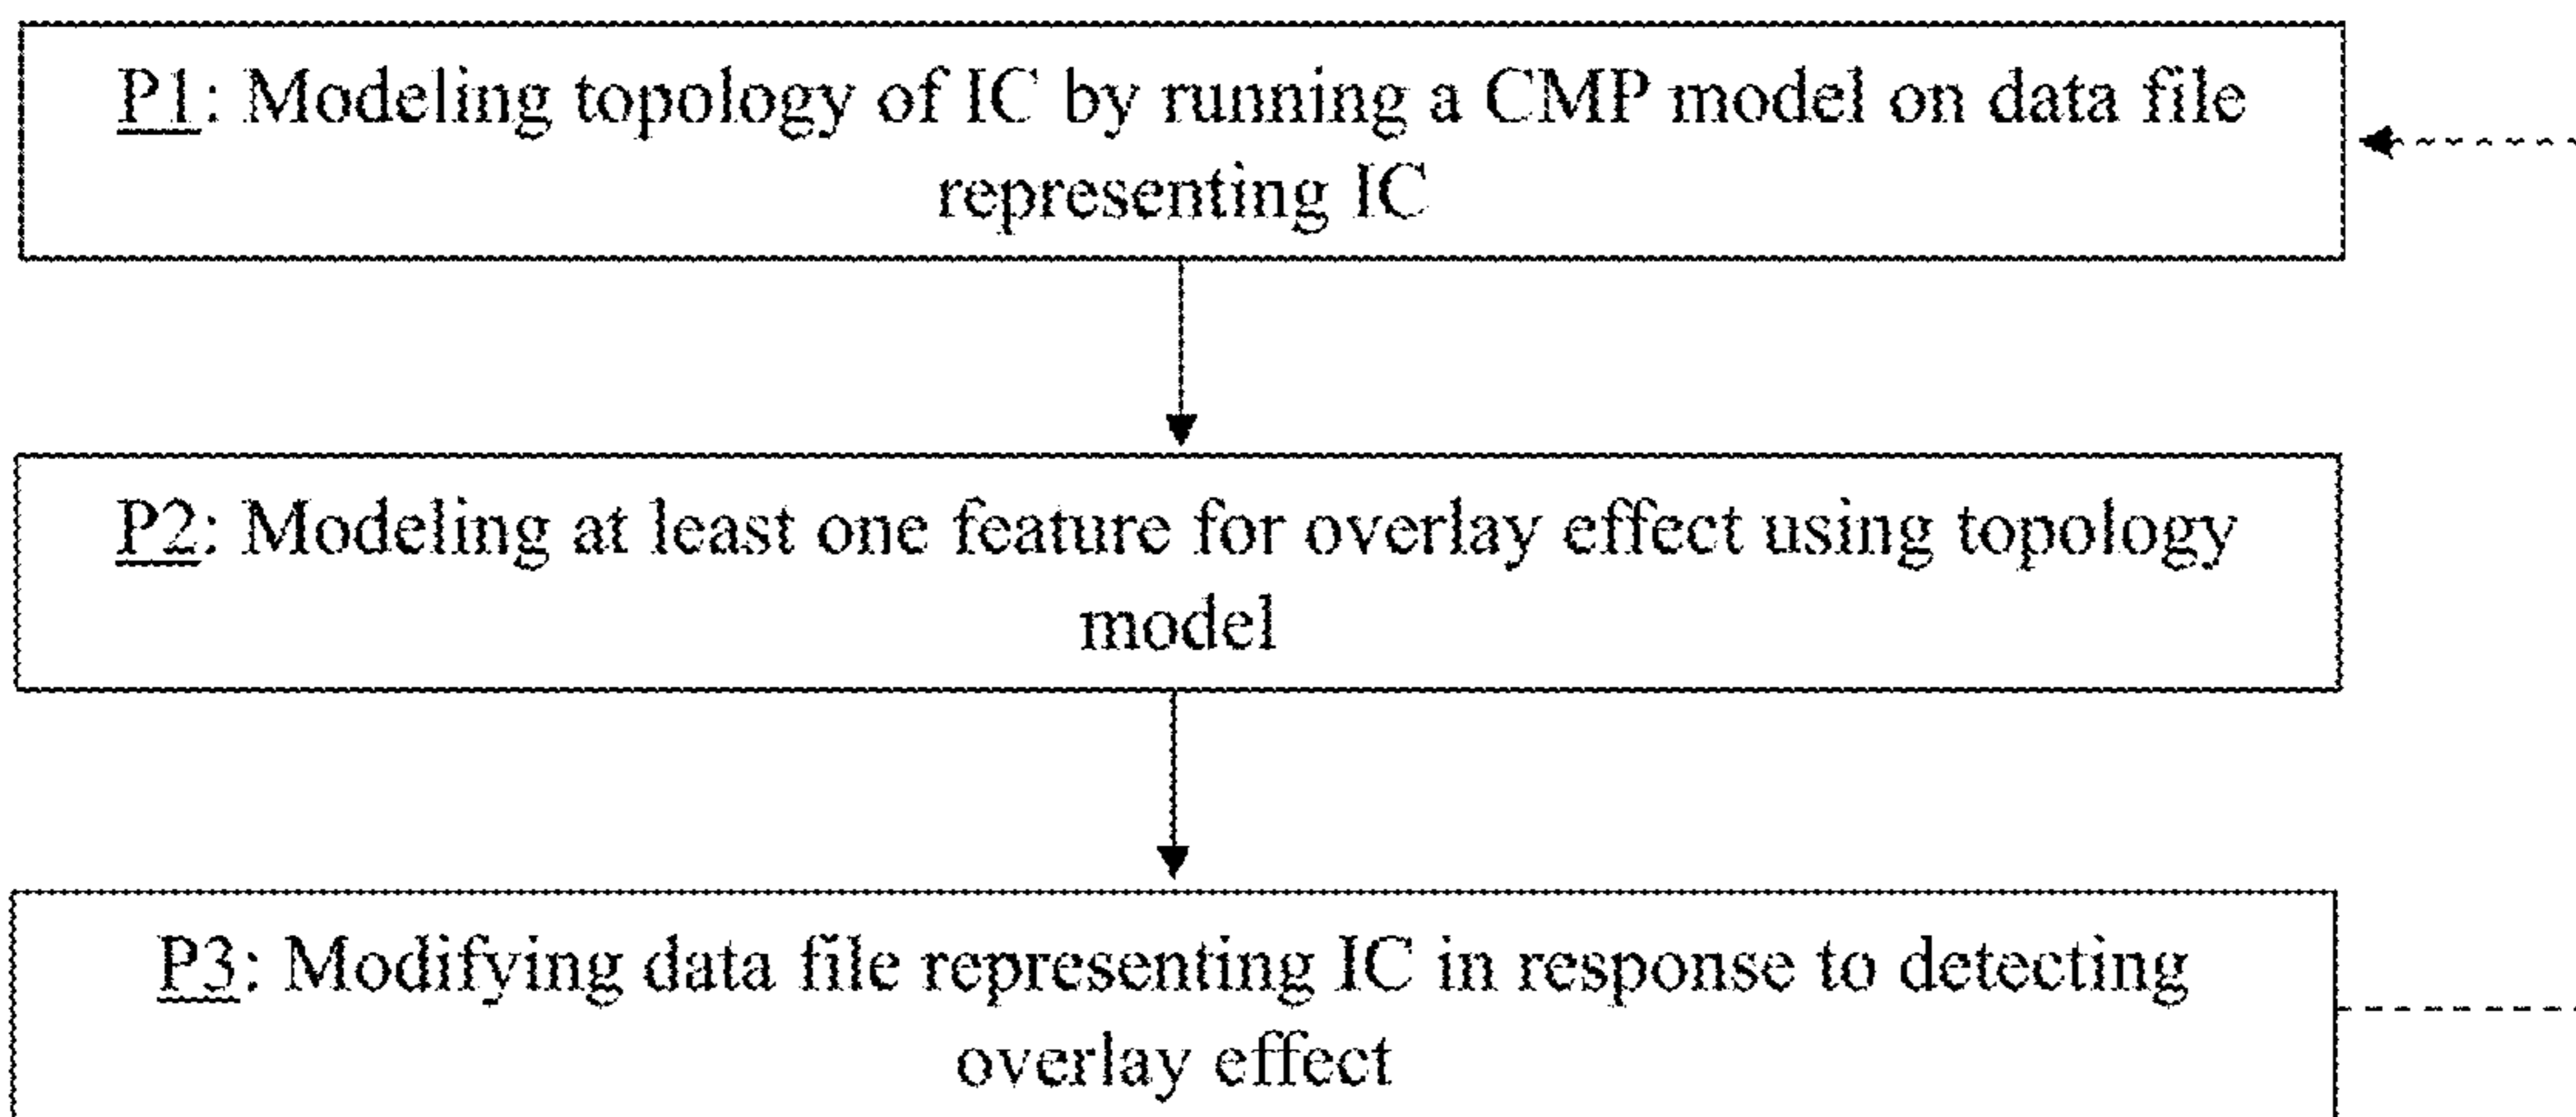 P1: Modeling topology of IC by running a CMP model on data file
representing IC
P2: Modeling at least one feature for overlay effect using topology
model
P3: Modifying data file representing IC in response to detecting
overlay effect